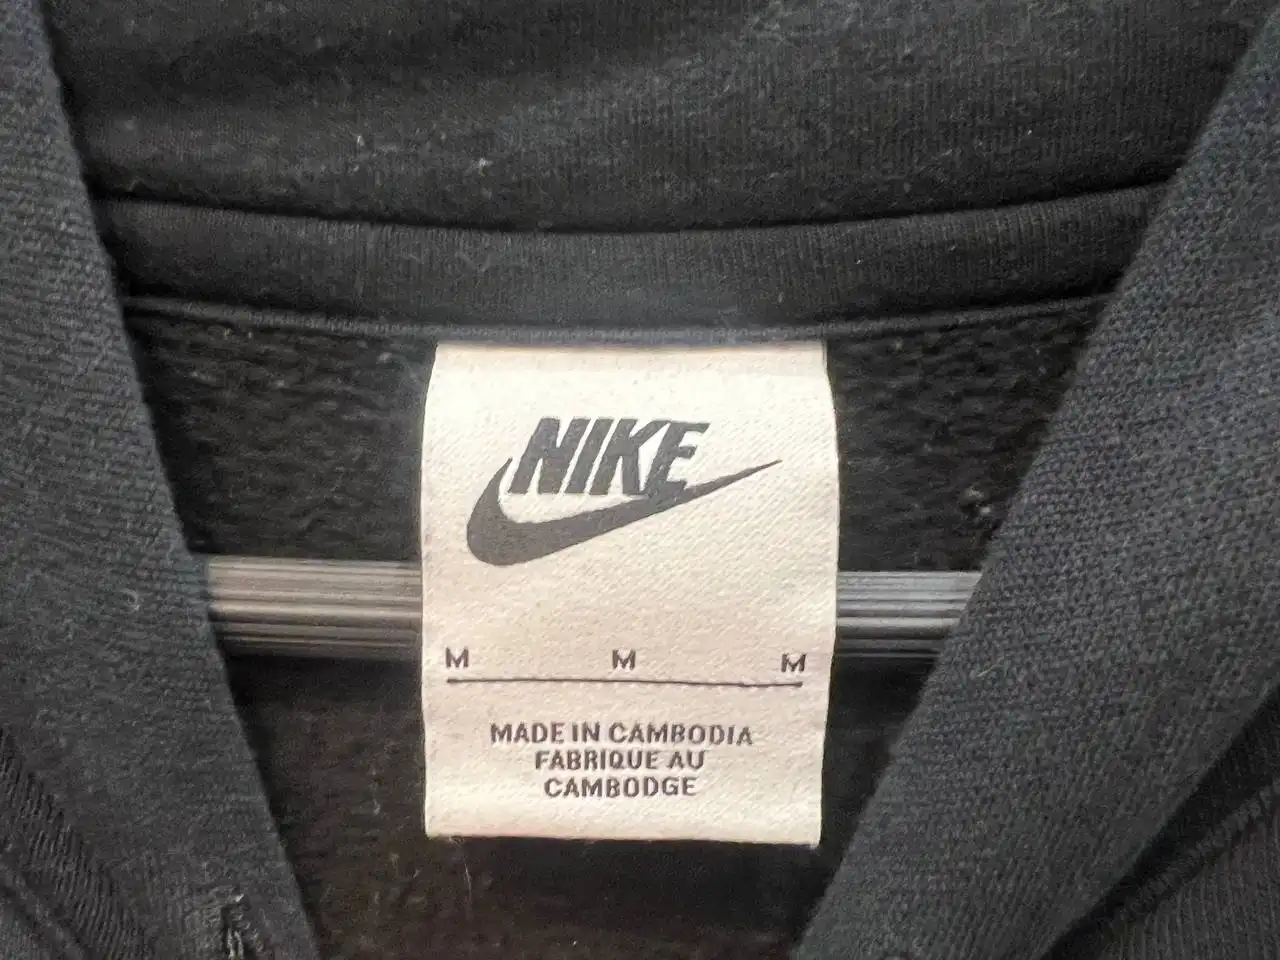 NIKE
M M M
MADE IN CAMBODIA
FABRIQUE AU
CAMBODGE